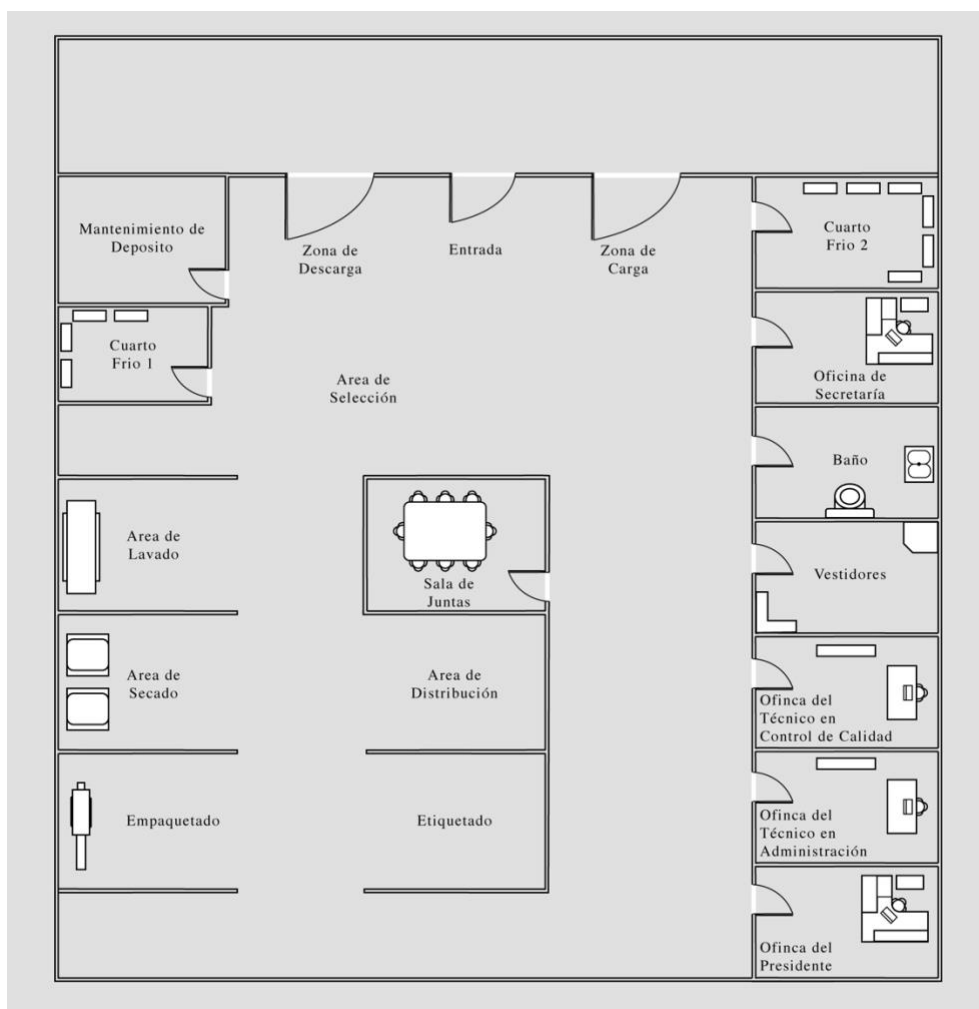 Mantenimiento de
Deposito
Zona de
Descarga
Entrada
Zona de
Carga
Cuarto
Frio 2
Cuarto
Frio 1
Area de
Selección
Oficina de
Secretaría
Baño
Area de
Lavado
Sala de
Juntas
Vestidores
Area de
Secado
Area de
Distribución
Ofinca del
Técnico en
Control de Calidad
Empaquetado
Etiquetado
Ofinca del
Técnico en
Administración
Ofinca del
Presidente